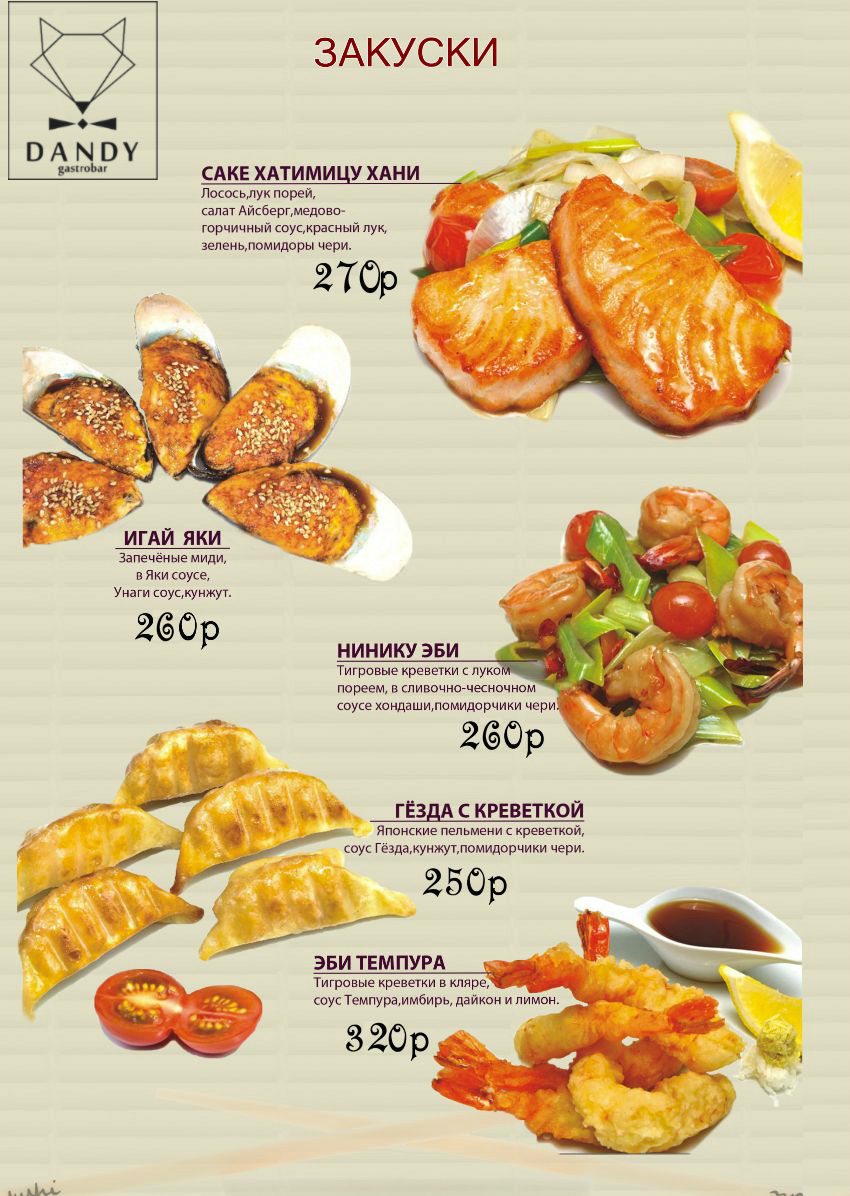 DANDY
gastrobar
ЗАКУСКИ
САКЕ ХАТИМИЦУ ХАНИ
Лосось,лук порей,
салат Айсберг,медово-
горчичный соус,красный лук,
зелень,помидоры чери.
270р
ИГАЙ ЯКИ
Запечёные миди,
в Яки соусе,
Унаги соус,кунжут.
260р
НИНИКУ ЭБИ
Тигровые креветки с луком
пореем, в сливочно-чесночном
соусе хондаши,помидорчики чери.
260р
ГЁЗДА С КРЕВЕТКОЙ
Японские пельмени с креветкой,
соус Гёзда,кунжут,помидорчики чери.
250р
ЭБИ ТЕМПУРА
Тигровые креветки в кляре,
соус Темпура,имбирь, дайкон и лимон.
320р